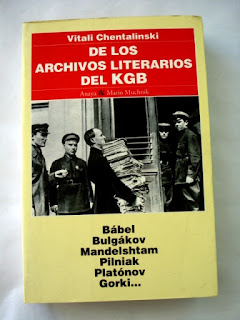 Vitali Chentalinski
DE LOS
ARCHIVOS LITERARIOS
DEL KGB
Anaya & Mario Muchnik
Bábel
Bulgákov
Mandelshtam
Pilniak
Platónov
Gorki...